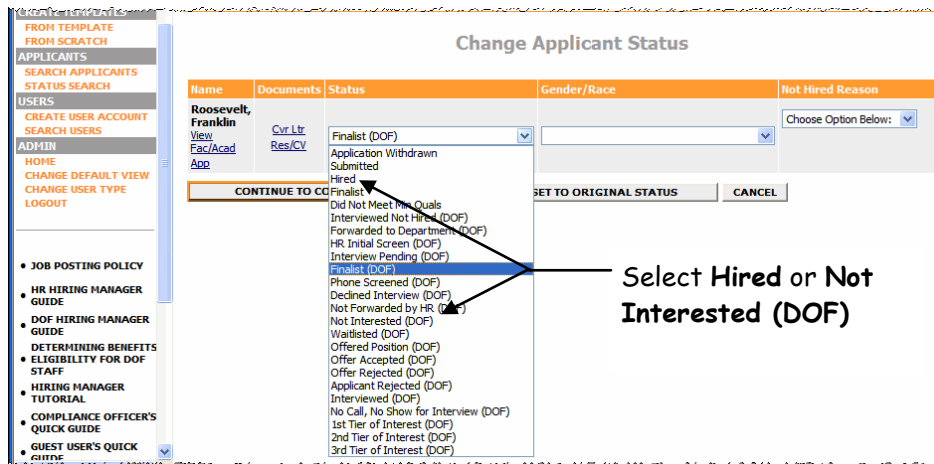 CREATE TEMPLATES
FROM TEMPLATE
FROM SCRATCH
APPLICANTS
SEARCH APPLICANTS
STATUS SEARCH
USERS
CREATE USER ACCOUNT
SEARCH USERS
ADMIN
HOME
CHANGE DEFAULT VIEW
CHANGE USER TYPE
LOGOUT
• JOB POSTING POLICY
• HR HIRING MANAGER
GUIDE
• DOF HIRING MANAGER
GUIDE
DETERMINING BENEFITS
• ELIGIBILITY FOR DOF
STAFF
• HIRING MANAGER
TUTORIAL
• COMPLIANCE OFFICER'S
QUICK GUIDE
• GUEST USER'S QUICK
GUIDE
Change Applicant Status
Name Documents Status Gender/Race Not Hired Reason
Roosevelt,
Franklin
View
Fac/Acad
App
Cvr Ltr
Res/CV
Finalist (DOF)
Choose Option Below:
Application Withdrawn
Submitted
Hired
Finalist
Did Not Meet Min Quals
Interviewed Not Hired (DOF)
Forwarded to Department (DOF)
HR Initial Screen (DOF)
Interview Pending (DOF)
Finalist (DOF)
Phone Screened (DOF)
Declined Interview (DOF)
Not Forwarded by HR (DOF)
Not Interested (DOF)
Waitlisted (DOF)
Offered Position (DOF)
Offer Accepted (DOF)
Offer Rejected (DOF)
Applicant Rejected (DOF)
Interviewed (DOF)
No Call, No Show for Interview (DOF)
1st Tier of Interest (DOF)
2nd Tier of Interest (DOF)
3rd Tier of Interest (DOF)
CONTINUE TO CO SET TO ORIGINAL STATUS CANCEL
Select Hired or Not
Interested (DOF)